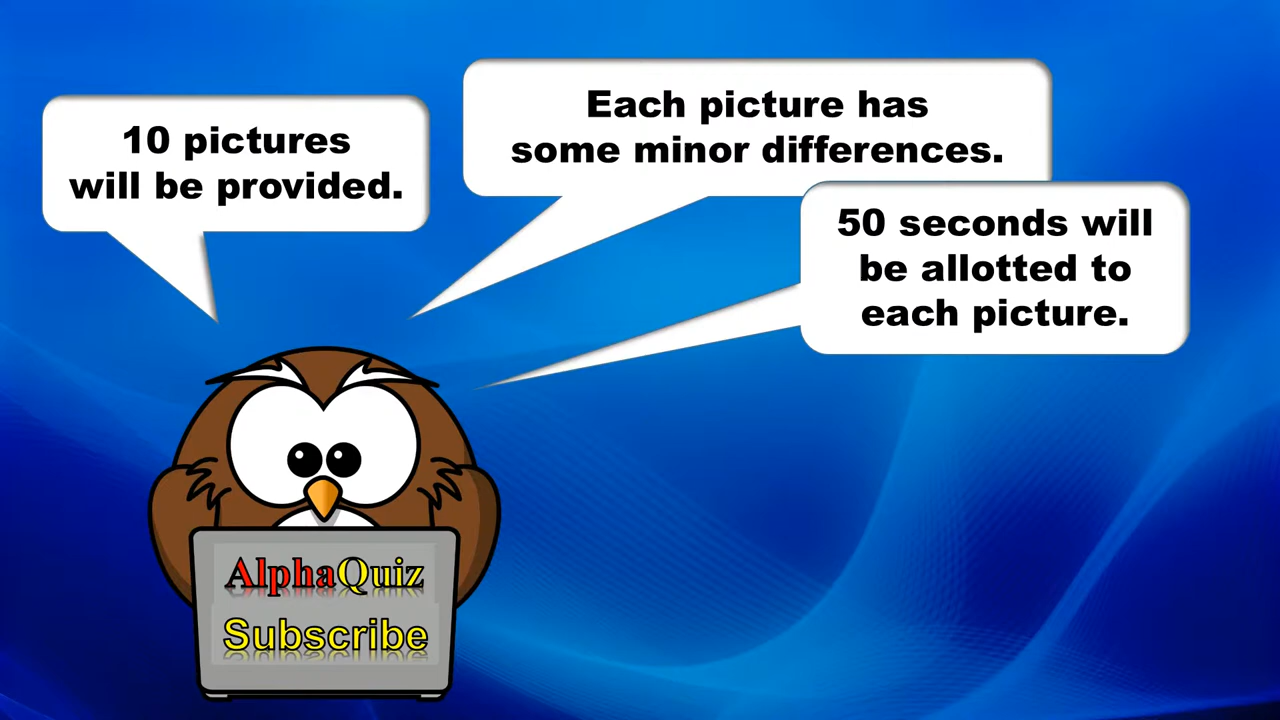 10 pictures
will be provided.
Each picture has
some minor differences.
50 seconds will
be allotted to
each picture.
AlphaQuiz
Subscribe